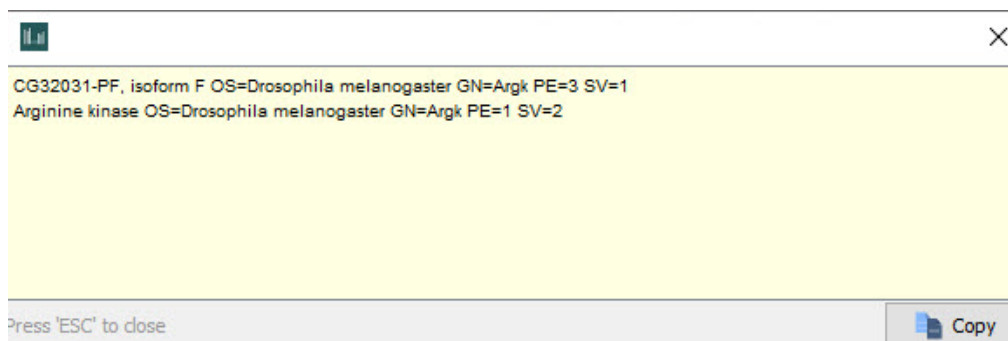 CG32031-PF, isoform F OS=Drosophila melanogaster GN=Argk PE=3 SV=1
Arginine kinase OS=Drosophila melanogaster GN=Argk PE=1 SV=2
Press 'ESC' to close
Copy